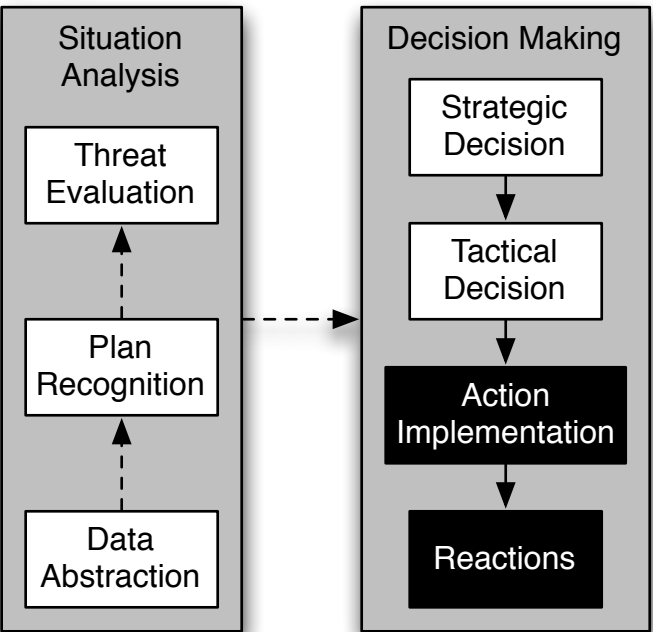 Situation
Analysis
Threat
Evaluation
Plan
Recognition
Data
Abstraction
Decision Making
Strategic
Decision
Tactical
Decision
Action
Implementation
Reactions